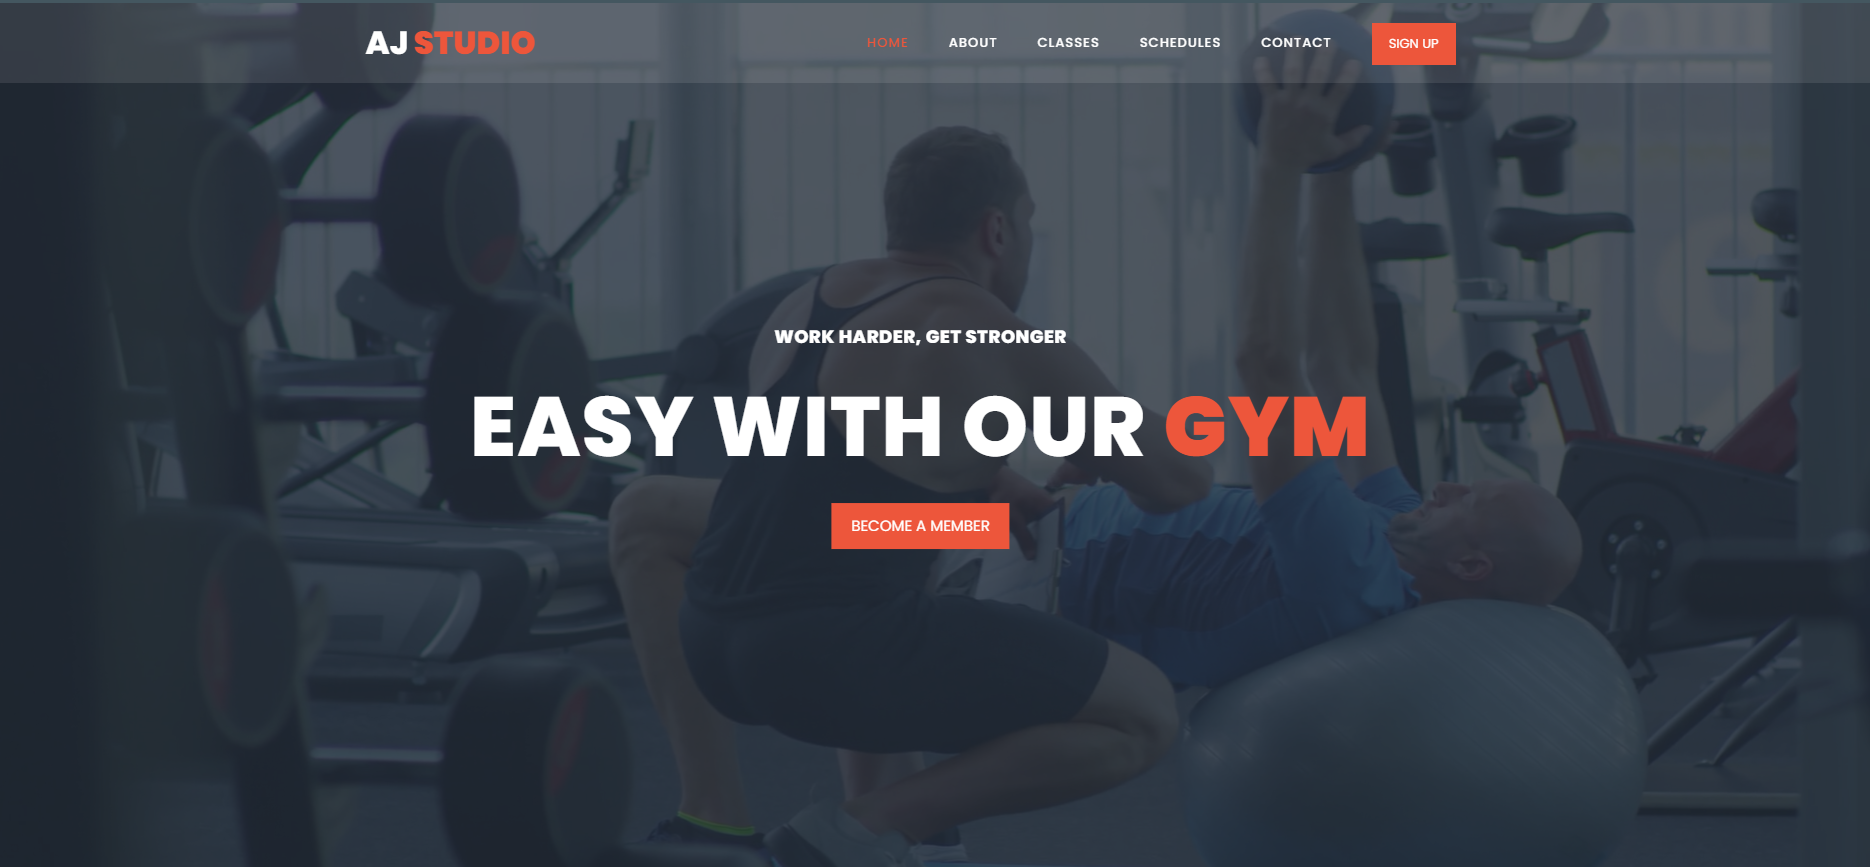 AJ STUDIO
HOME ABOUT CLASSES SCHEDULES CONTACT SIGN UP
WORK HARDER, GET STRONGER
EASY WITH OUR GYM
BECOME A MEMBER